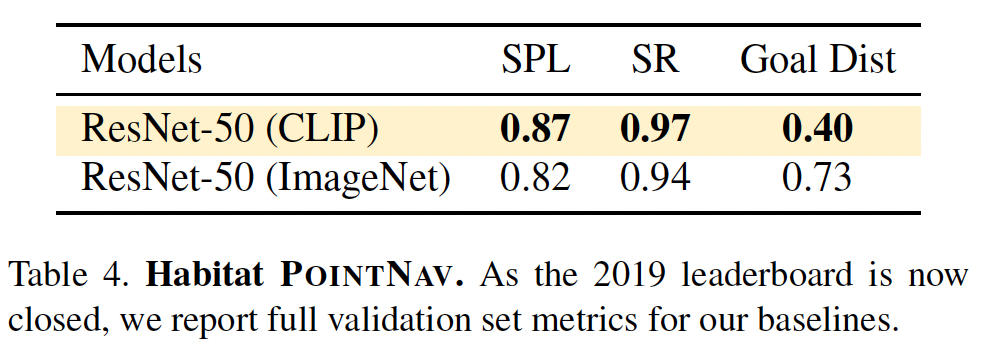 Models SPL SR Goal Dist
ResNet-50 (CLIP) 0.87 0.97 0.40
ResNet-50 (ImageNet) 0.82 0.94 0.73
Table 4. Habitat POINTNAV. As the 2019 leaderboard is now
closed, we report full validation set metrics for our baselines.